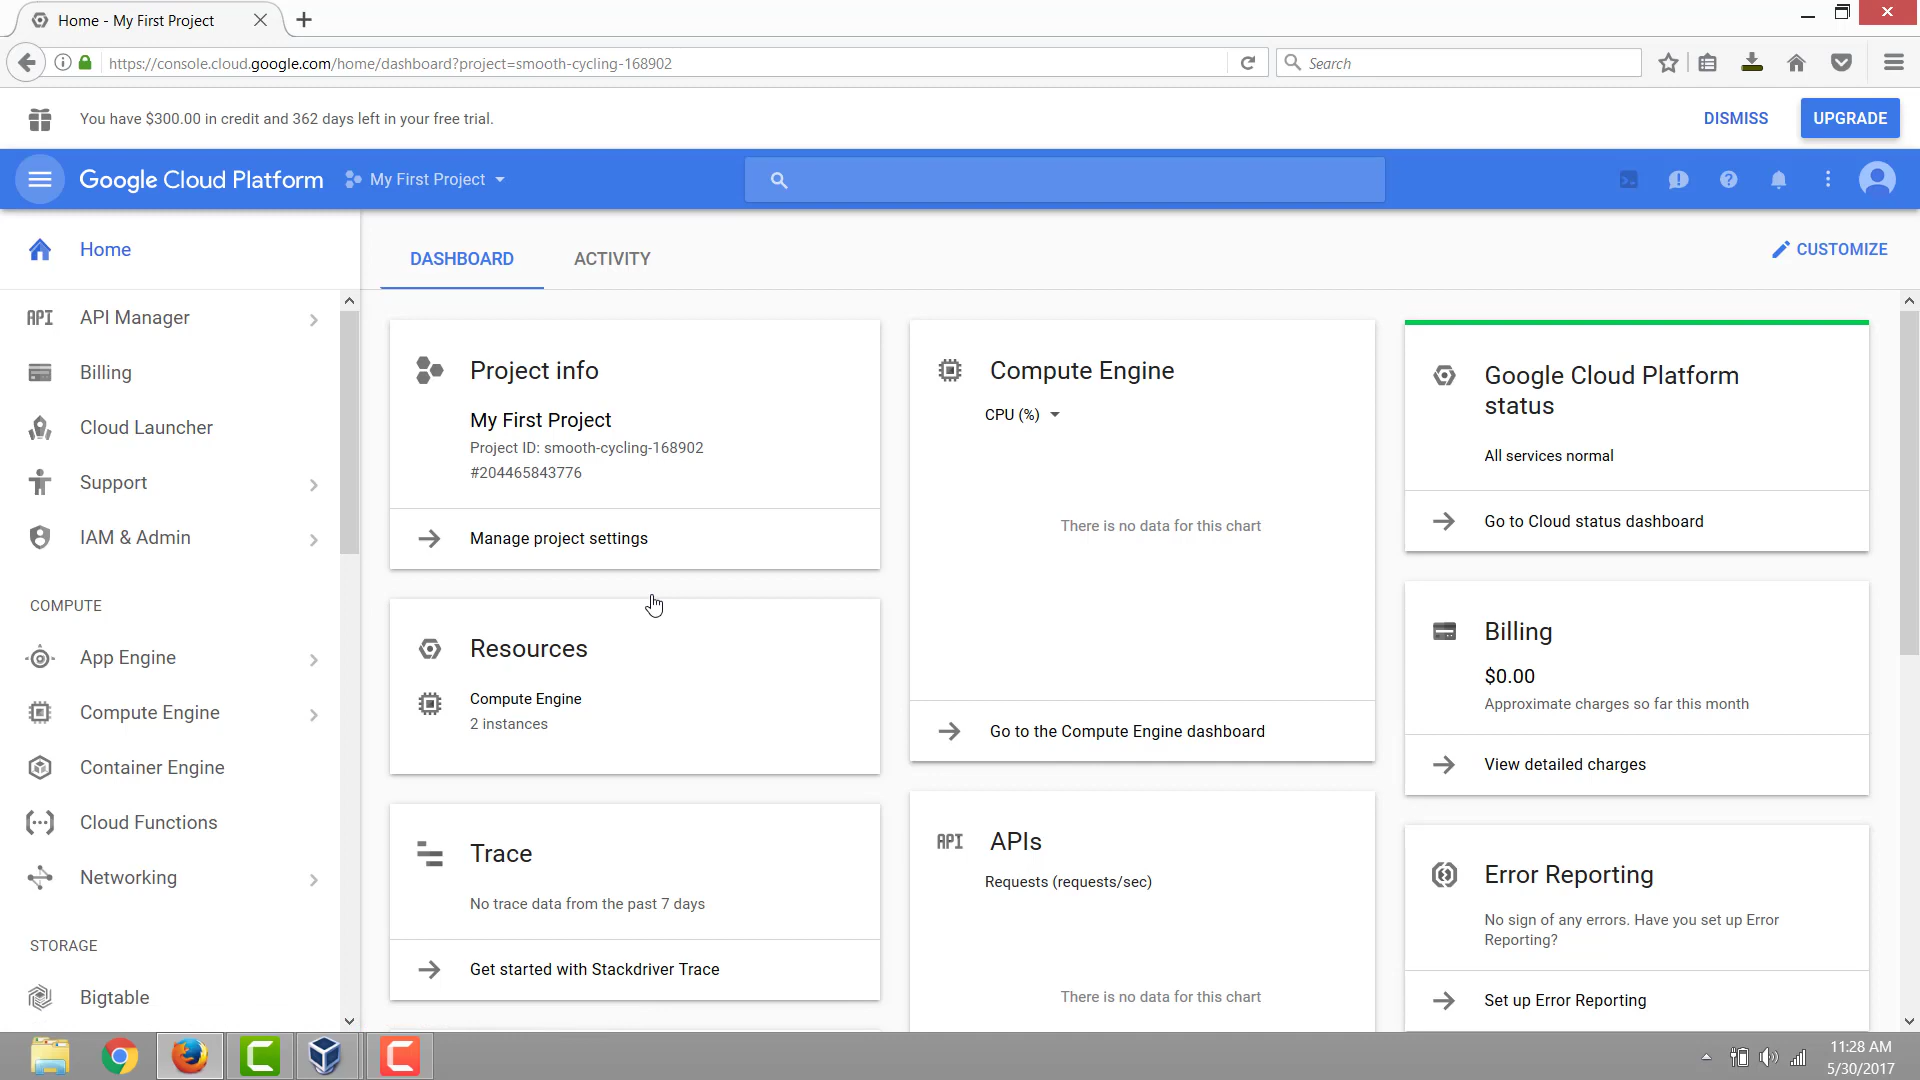 Home - My First Project
https://console.cloud.google.com/home/dashboard?project=smooth-cycling-168902
Search
You have $300.00 in credit and 362 days left in your free trial.
DISMISS
UPGRADE
Google Cloud Platform
My First Project
Home
DASHBOARD
ACTIVITY
CUSTOMIZE
API
API Manager
Billing
Cloud Launcher
Support
IAM & Admin
COMPUTE
App Engine
Compute Engine
Container Engine
Cloud Functions
Networking
STORAGE
Bigtable
Project info
My First Project
Project ID: smooth-cycling-168902
#204465843776
Manage project settings
Resources
Compute Engine
2 instances
Trace
No trace data from the past 7 days
Get started with Stackdriver Trace
Compute Engine
CPU (%)
There is no data for this chart
Go to the Compute Engine dashboard
API
APIs
Requests (requests/sec)
There is no data for this chart
Google Cloud Platform
status
All services normal
Go to Cloud status dashboard
Billing
$0.00
Approximate charges so far this month
View detailed charges
Error Reporting
No sign of any errors. Have you set up Error
Reporting?
Set up Error Reporting
11:28 AM
5/30/2017